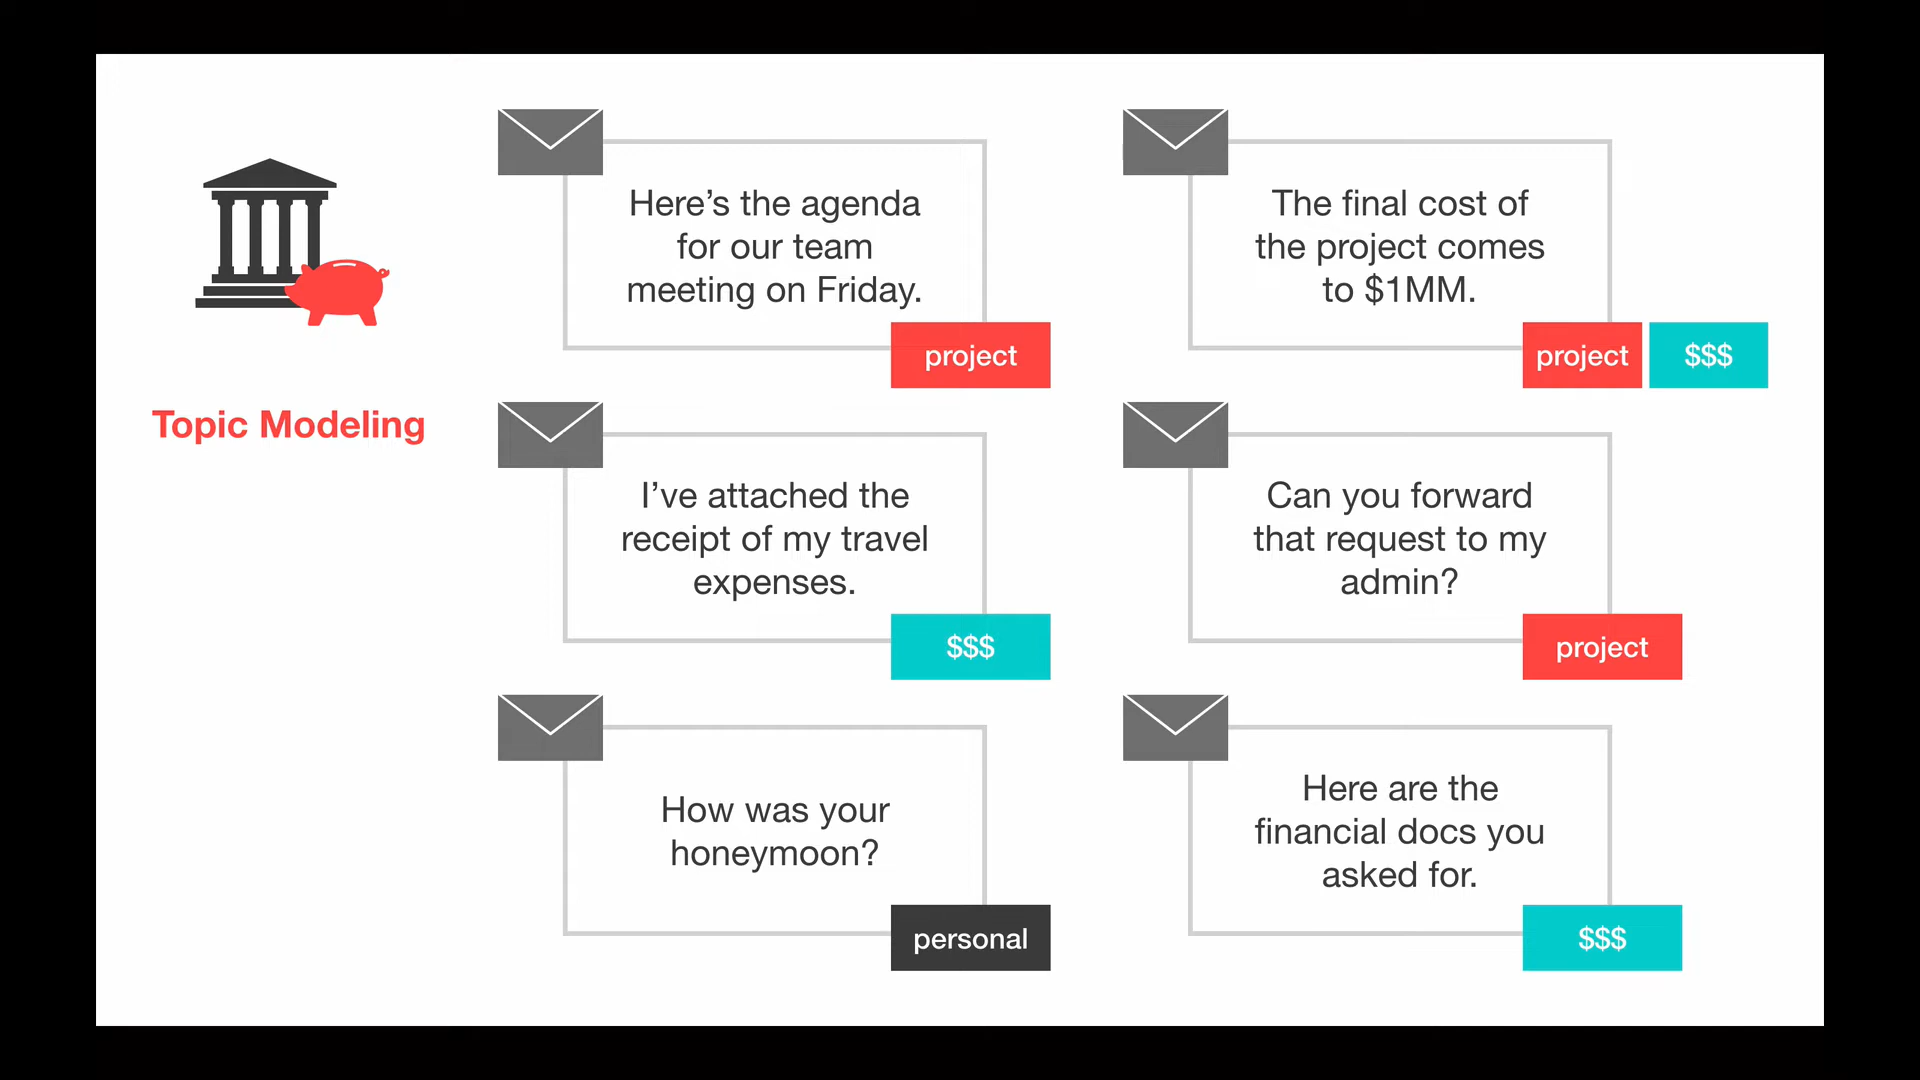 Topic Modeling
Here’s the agenda
for our team
meeting on Friday.
project
The final cost of
the project comes
to $1MM.
project
$$$
I’ve attached the
receipt of my travel
expenses.
$$$
Can you forward
that request to my
admin?
project
How was your
honeymoon?
personal
Here are the
financial docs you
asked for.
$$$